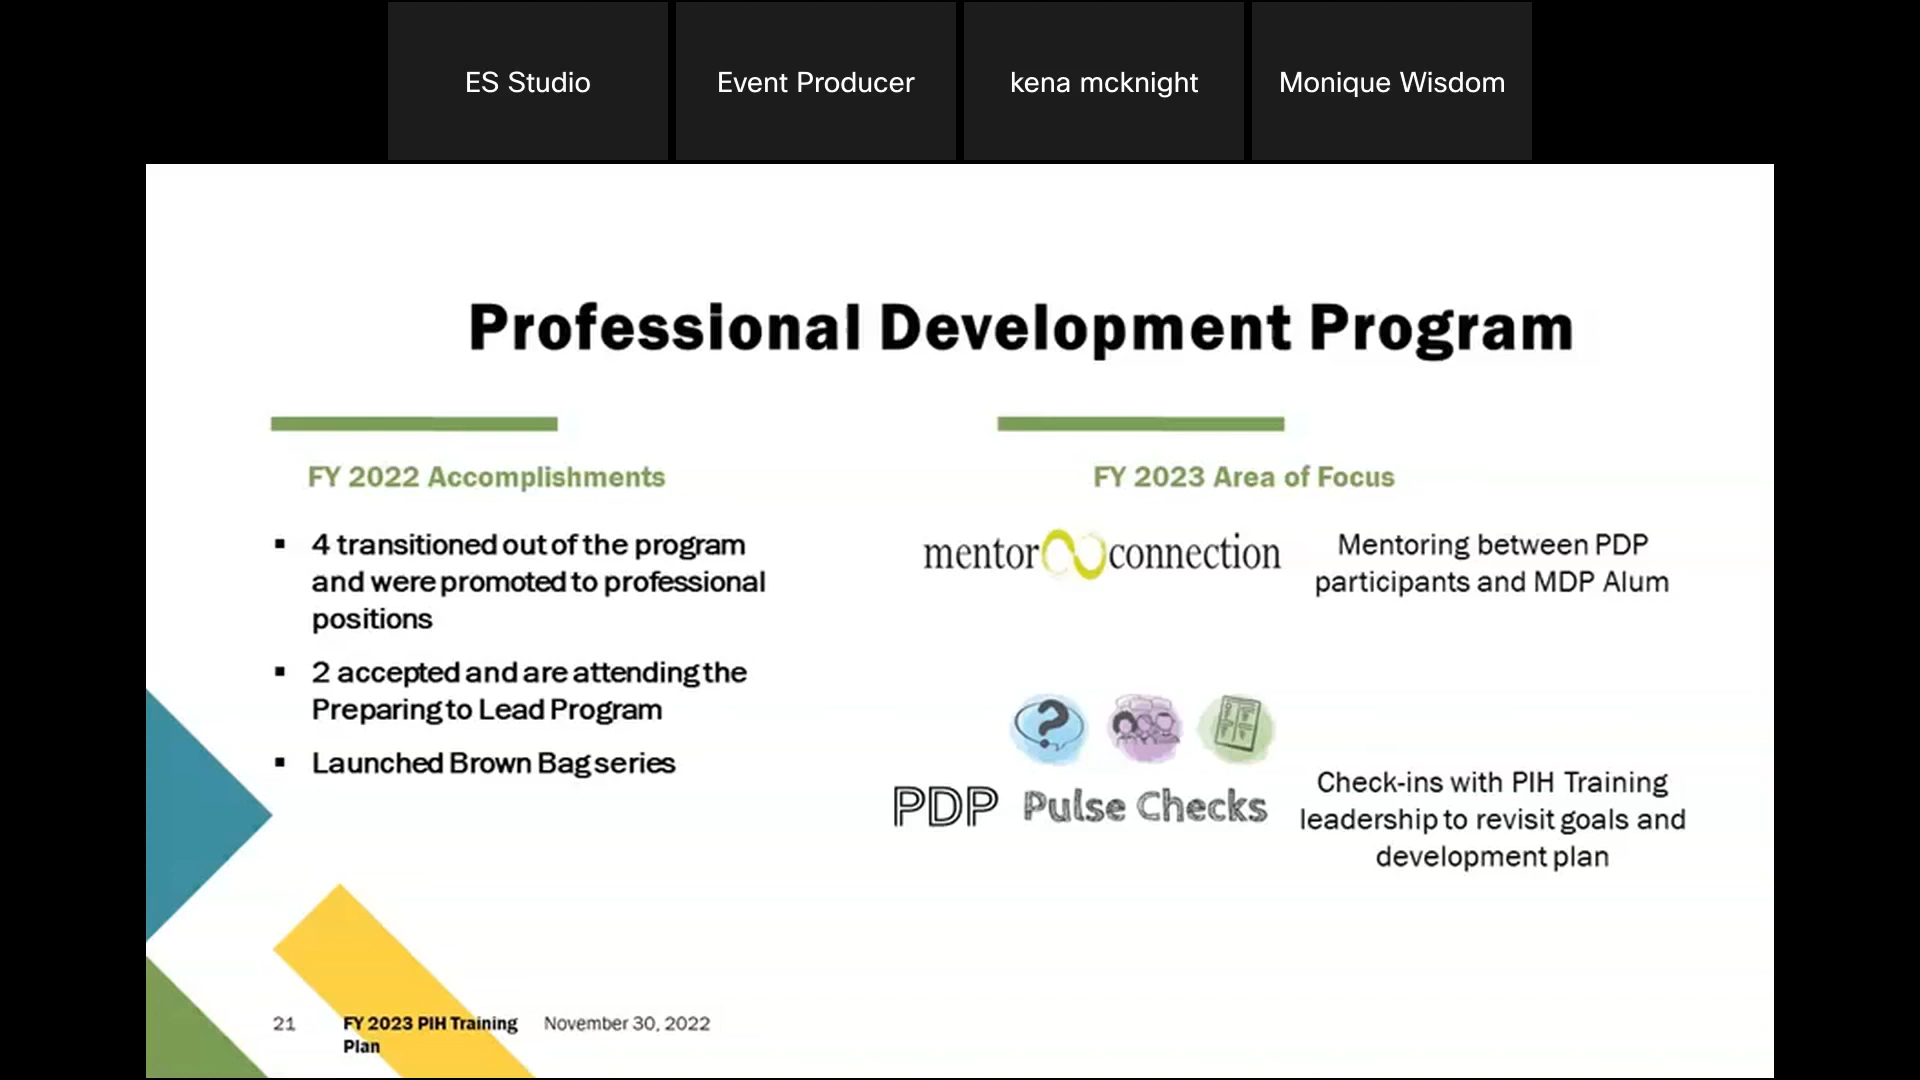 ES Studio
Event Producer
kena mcknight
Monique Wisdom
Professional Development Program
FY 2022 Accomplishments
▪ 4 transitioned out of the program
and were promoted to professional
positions
▪ 2 accepted and are attending the
Preparing to Lead Program
▪ Launched Brown Bag series
FY 2023 Area of Focus
mentor connection
Mentoring between PDP
participants and MDP Alum
PDP Pulse Checks
Check-ins with PIH Training
leadership to revisit goals and
development plan
21
FY 2023 PIH Training
Plan
November 30, 2022